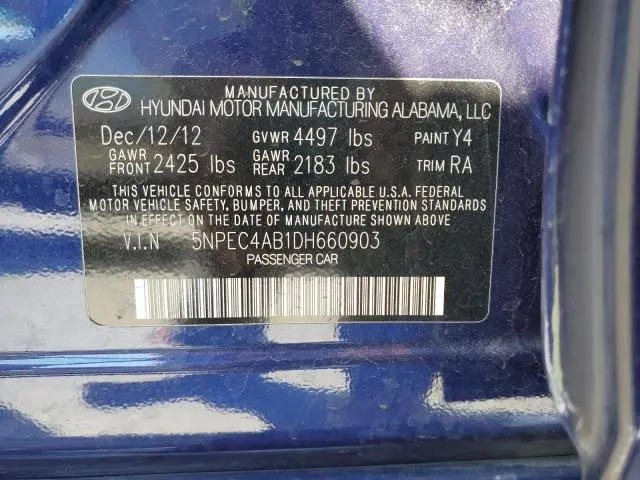 MANUFACTURED BY
HYUNDAI MOTOR MANUFACTURING ALABAMA, LLC
Dec/12/12 GVWR 4497 lbs PAINT Y4
GAWR FRONT 2425 lbs GAWR REAR 2183 lbs TRIM RA
THIS VEHICLE CONFORMS TO ALL APPLICABLE U.S.A. FEDERAL
MOTOR VEHICLE SAFETY, BUMPER, AND THEFT PREVENTION STANDARDS
IN EFFECT ON THE DATE OF MANUFACTURE SHOWN ABOVE
V.I.N 5NPEC4AB1DH660903
PASSENGER CAR